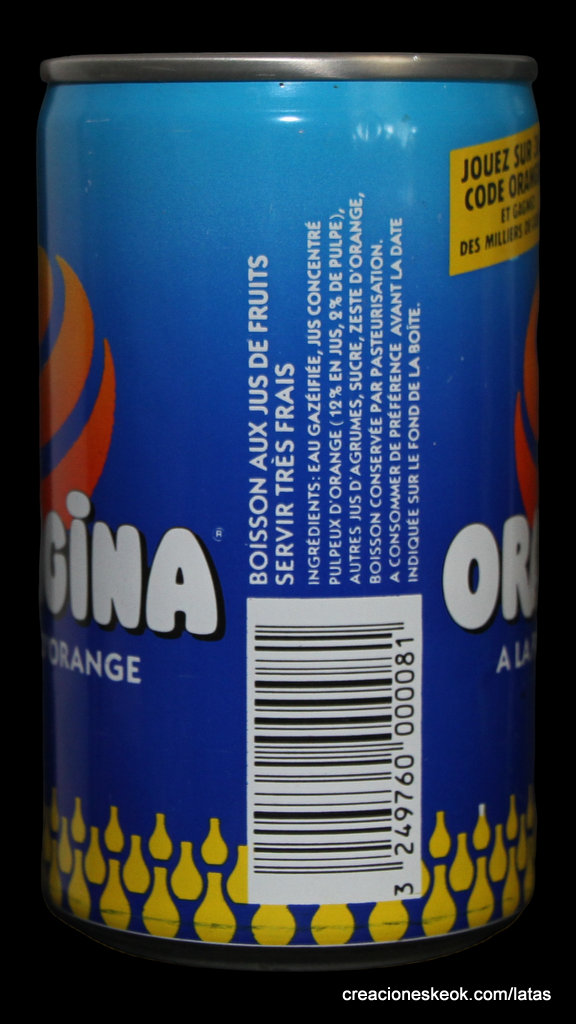 BOISSON AUX JUS DE FRUITS
SERVIR TRÈS FRAIS
INGRÉDIENTS: EAU GAZÉIFIÉE, JUS CONCENTRÉ
PULPEUX D'ORANGE (12% EN JUS, 2% DE PULPE),
AUTRES JUS D'AGRUMES, SUCRE, ZESTE D'ORANGE,
BOISSON CONSERVÉE PAR PASTEURISATION.
A CONSOMMER DE PRÉFÉRENCE AVANT LA DATE
INDIQUÉE SUR LE FOND DE LA BOÎTE.
3 249760 000081
GINA ®
D'ORANGE
JOUEZ SUR
CODE ORAN
ET GAGNEZ
DES MILLIERS DE
ORA
A LA
creacioneskeok.com/latas